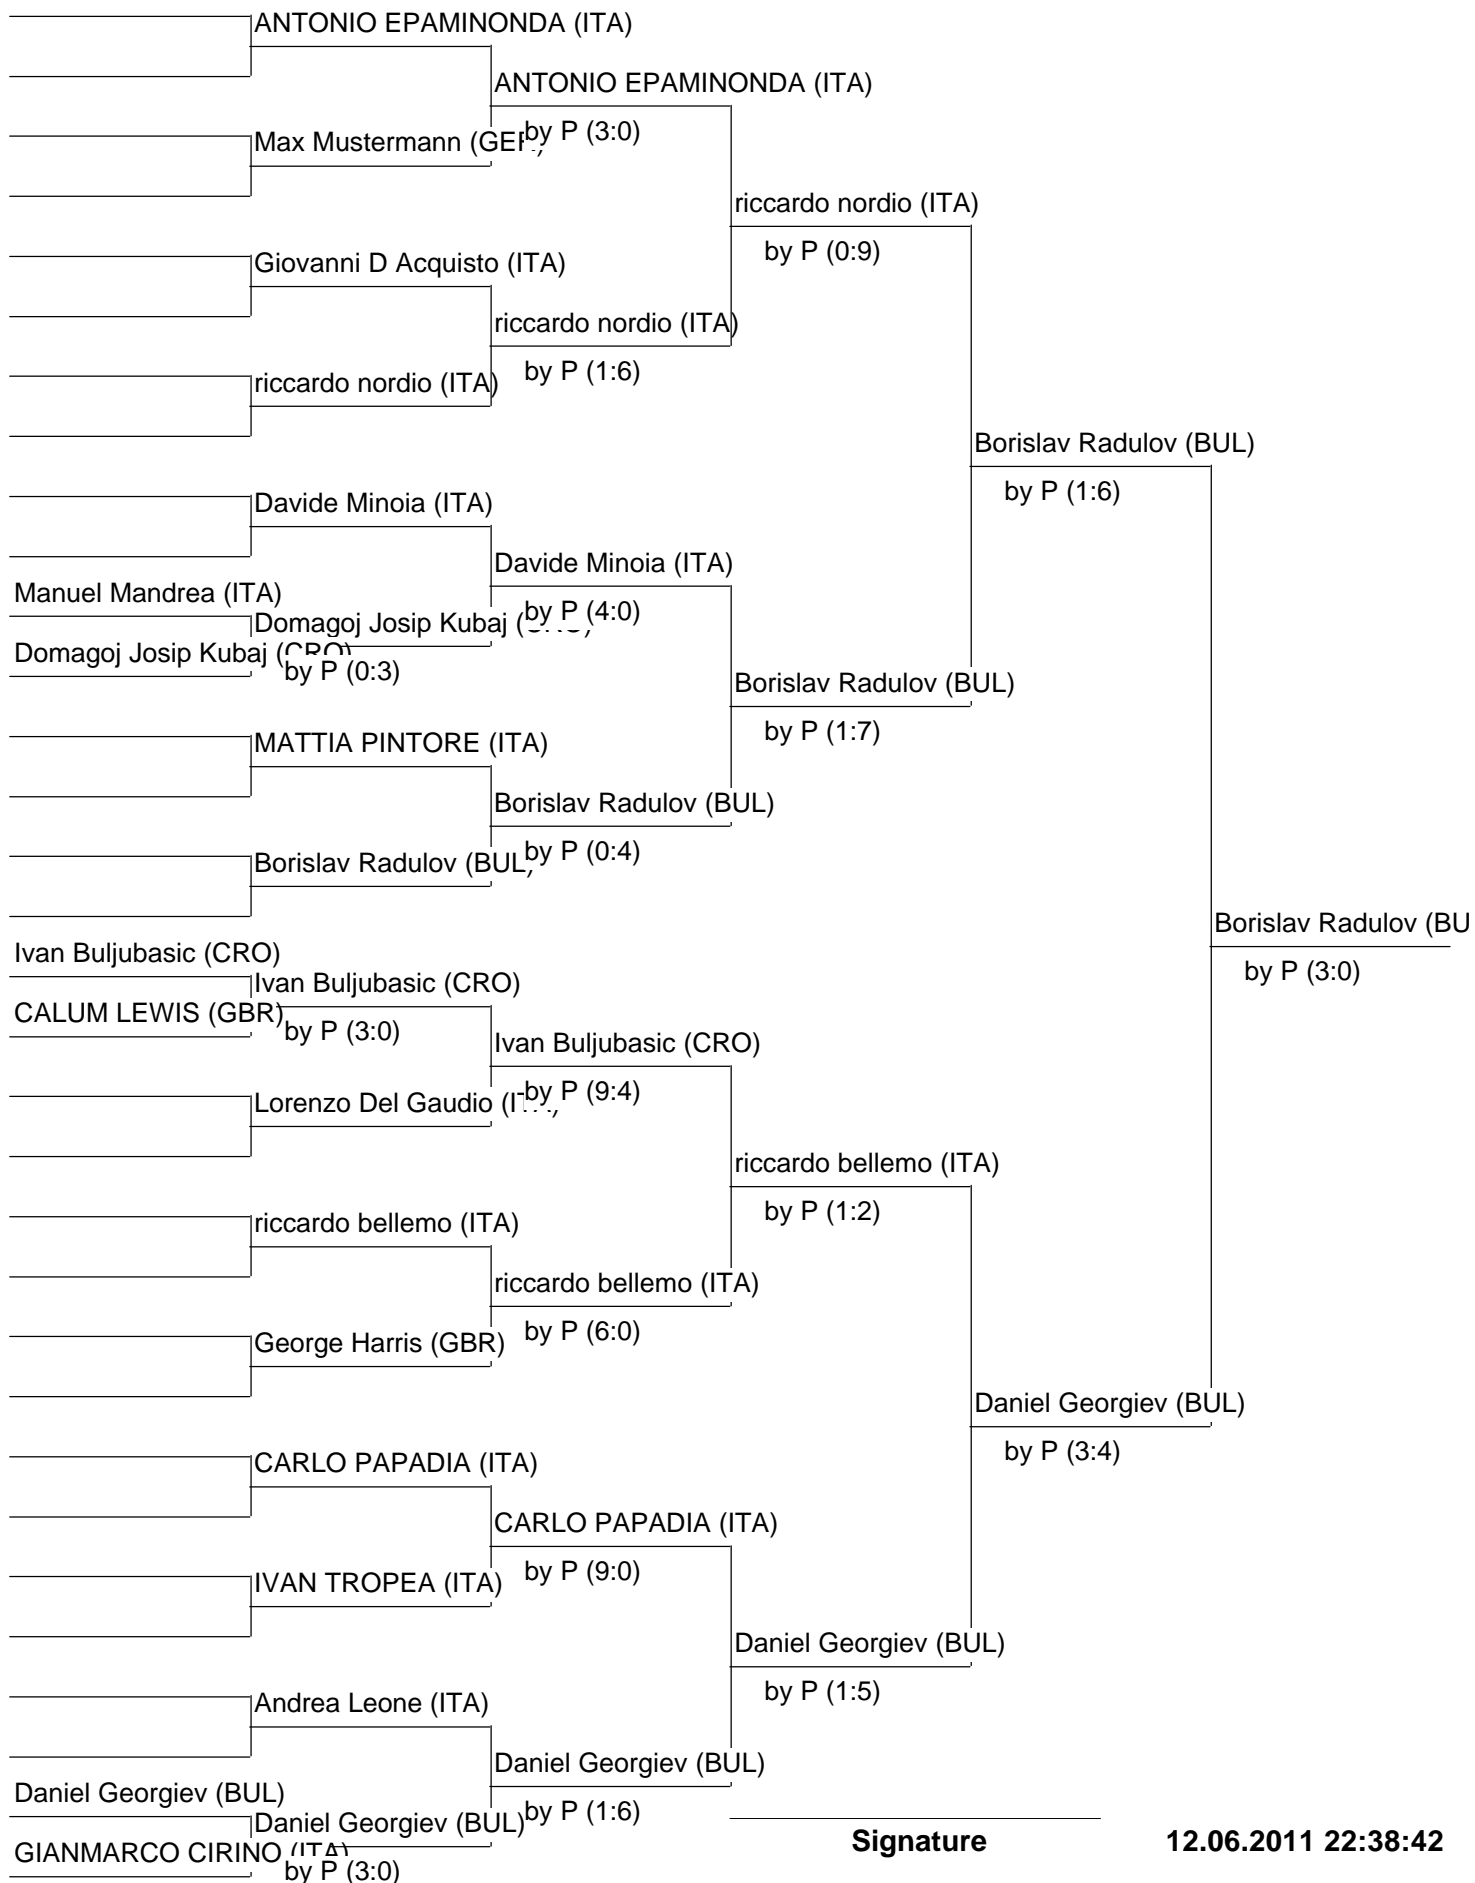 ANTONIO EPAMINONDA (ITA)
ANTONIO EPAMINONDA (ITA)
by P (3:0)
Max Mustermann (GER)
riccardo nordio (ITA)
by P (0:9)
Giovanni D Acquisto (ITA)
riccardo nordio (ITA)
by P (1:6)
riccardo nordio (ITA)
Borislav Radulov (BUL)
by P (1:6)
Davide Minoia (ITA)
Davide Minoia (ITA)
Manuel Mandrea (ITA)
by P (4:0)
Domagoj Josip Kubaj (CRO)
Domagoj Josip Kubaj (CRO)
by P (0:3)
Borislav Radulov (BUL)
by P (1:7)
MATTIA PINTORE (ITA)
Borislav Radulov (BUL)
by P (0:4)
Borislav Radulov (BUL)
Borislav Radulov (BU
Ivan Buljubasic (CRO)
by P (3:0)
Ivan Buljubasic (CRO)
CALUM LEWIS (GBR)
by P (3:0)
Ivan Buljubasic (CRO)
by P (9:4)
Lorenzo Del Gaudio (ITA)
riccardo bellemo (ITA)
by P (1:2)
riccardo bellemo (ITA)
riccardo bellemo (ITA)
by P (6:0)
George Harris (GBR)
Daniel Georgiev (BUL)
by P (3:4)
CARLO PAPADIA (ITA)
CARLO PAPADIA (ITA)
by P (9:0)
IVAN TROPEA (ITA)
Daniel Georgiev (BUL)
by P (1:5)
Andrea Leone (ITA)
Daniel Georgiev (BUL)
Daniel Georgiev (BUL)
by P (1:6)
Daniel Georgiev (BUL)
GIANMARCO CIRINO (ITA)
by P (3:0)
Signature
12.06.2011 22:38:42